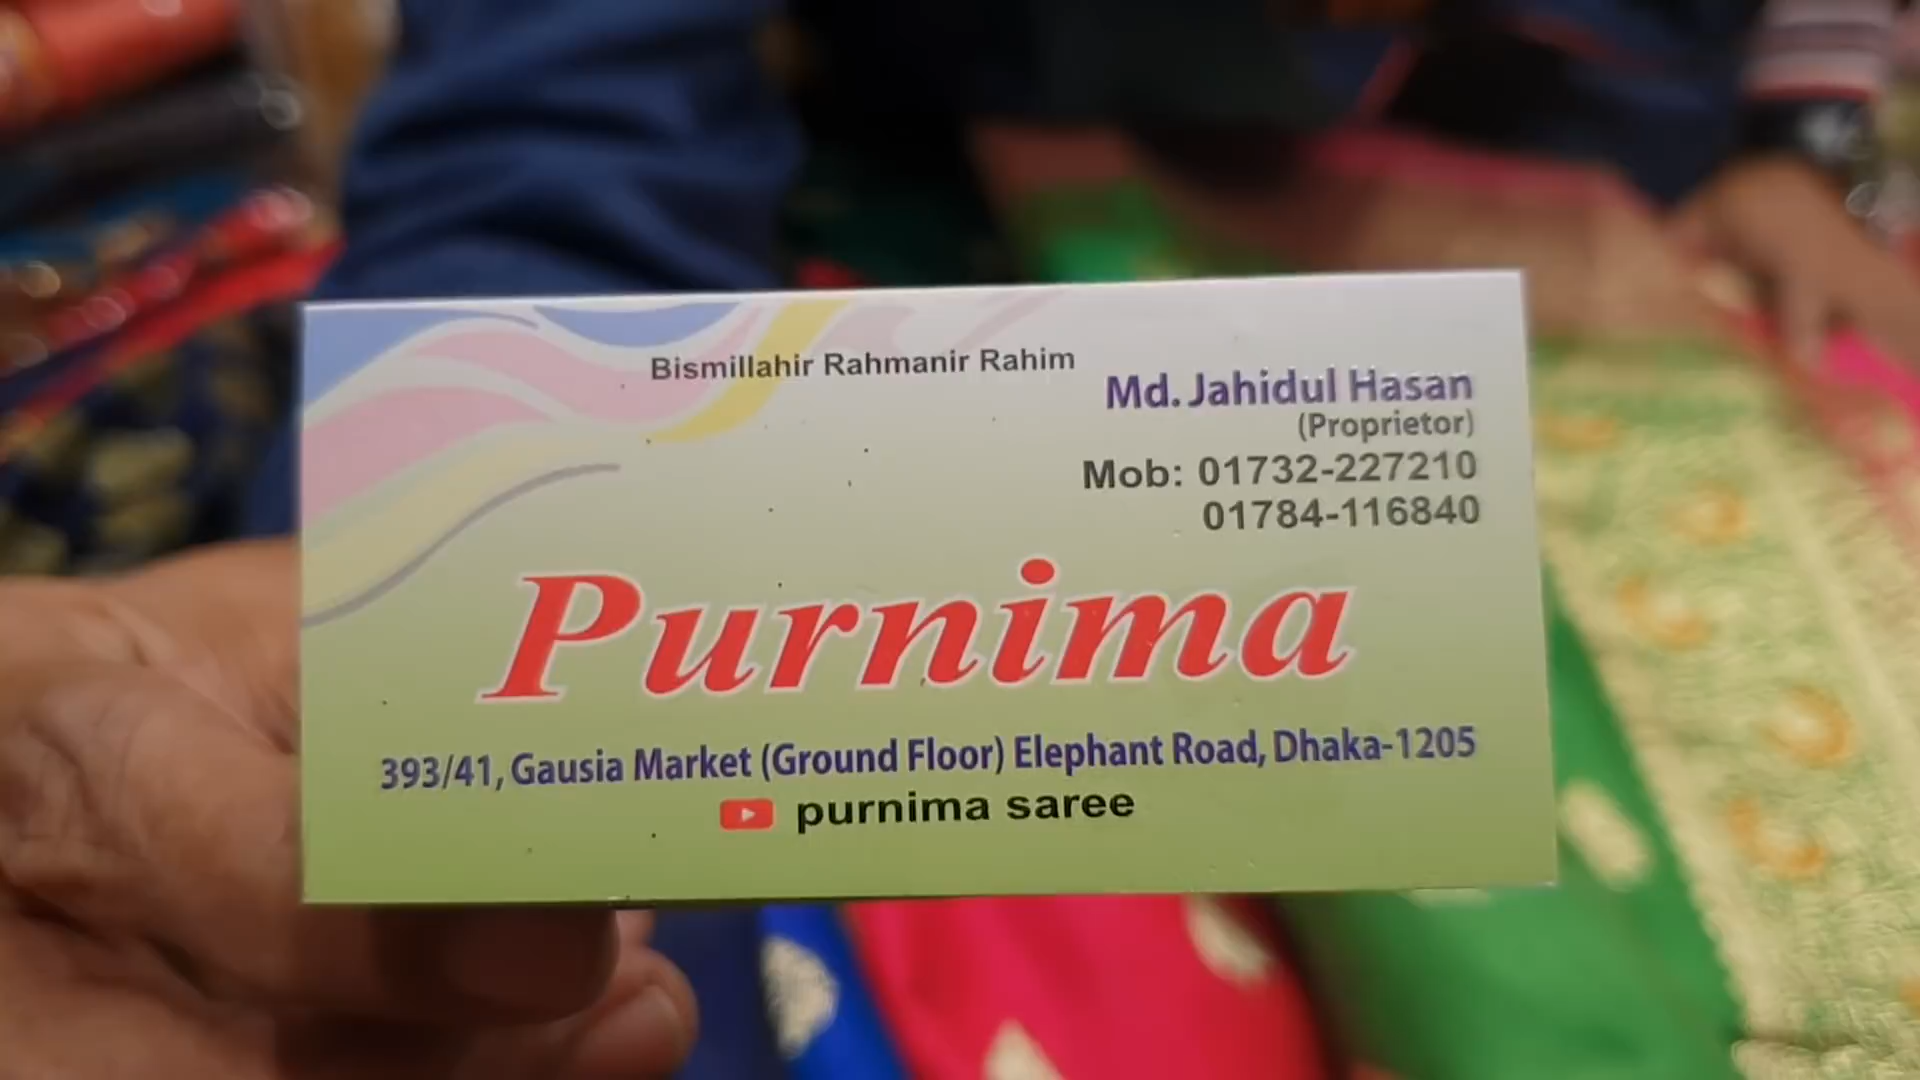 Bismillahir Rahmanir Rahim
Md. Jahidul Hasan
(Proprietor)
Mob: 01732-227210
01784-116840
Purnima
393/41, Gausia Market (Ground Floor) Elephant Road, Dhaka-1205
purnima saree